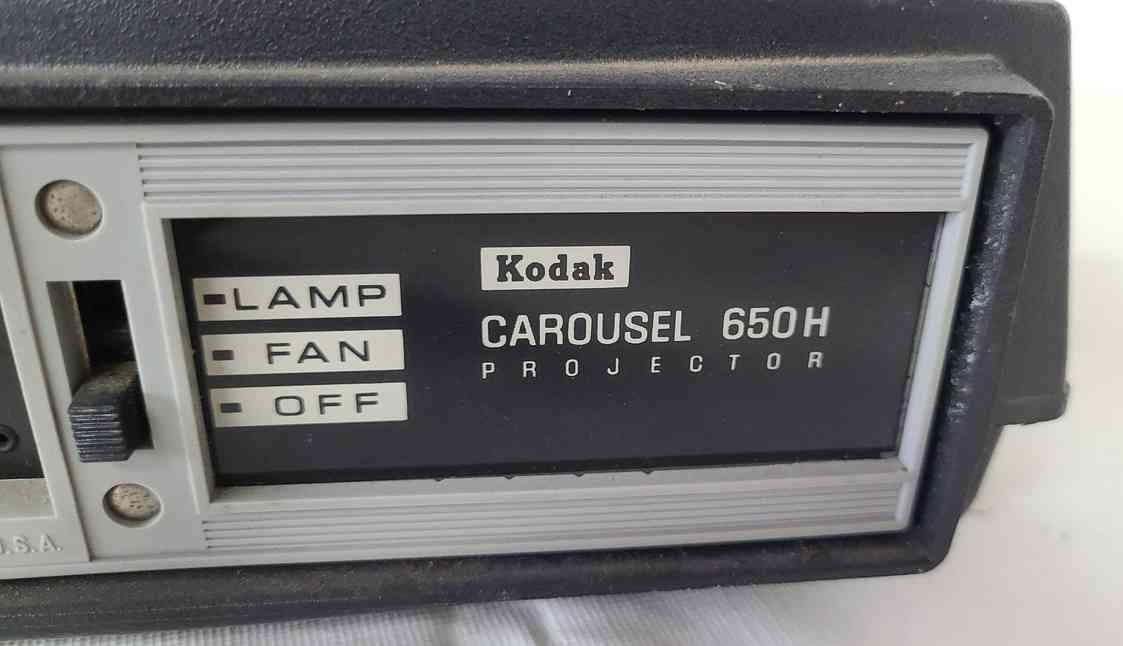 LAMP
FAN
OFF
Kodak
CAROUSEL 650H
PROJECTOR
U.S.A.